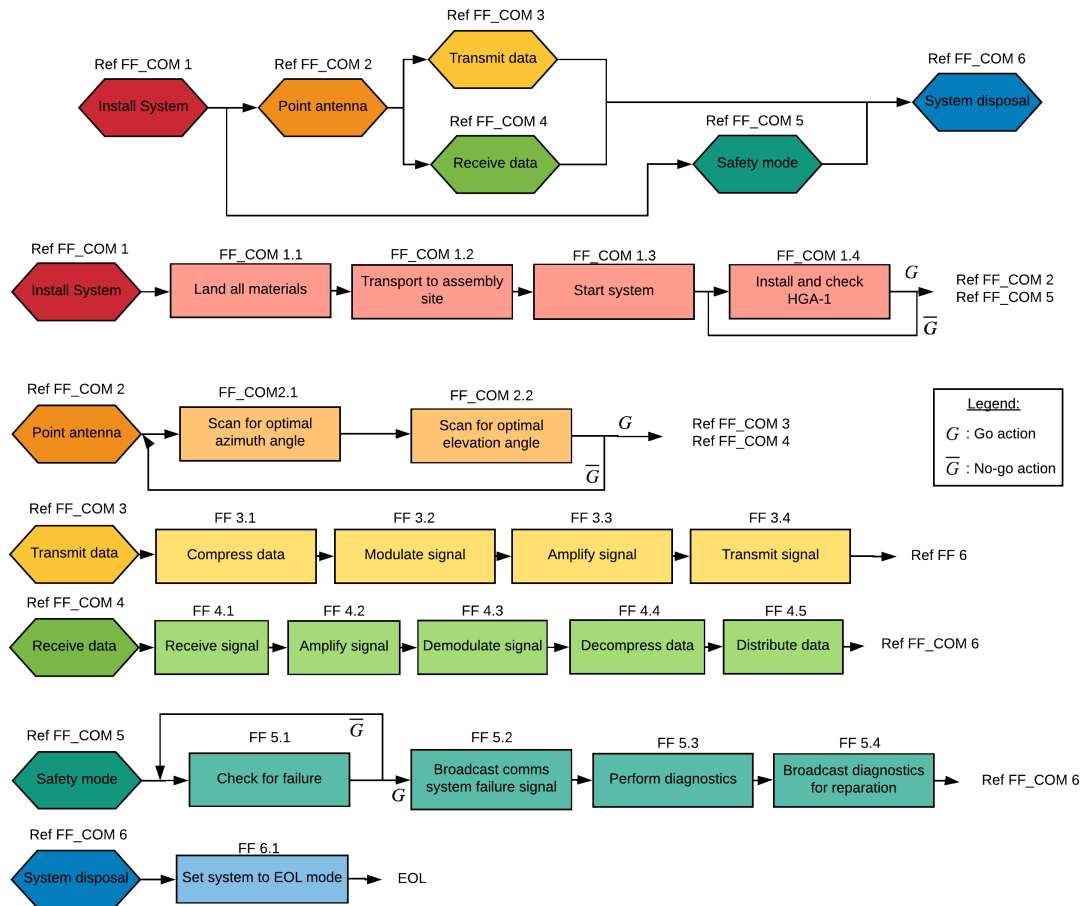 Ref FF_COM 3
Transmit data
Ref FF_COM 1
Install System
Ref FF_COM 2
Point antenna
Ref FF_COM 4
Receive data
Ref FF_COM 5
Safety mode
Ref FF_COM 6
System disposal
Ref FF_COM 1
Install System
FF_COM 1.1
Land all materials
FF_COM 1.2
Transport to assembly
site
FF_COM 1.3
Start system
FF_COM 1.4
Install and check
HGA-1
G
G̅
Ref FF_COM 2
Ref FF_COM 5
Ref FF_COM 2
Point antenna
FF_COM2.1
Scan for optimal
azimuth angle
FF_COM 2.2
Scan for optimal
elevation angle
G
G̅
Ref FF_COM 3
Ref FF_COM 4
Legend:
G : Go action
G̅ : No-go action
Ref FF_COM 3
Transmit data
FF 3.1
Compress data
FF 3.2
Modulate signal
FF 3.3
Amplify signal
FF 3.4
Transmit signal
Ref FF 6
Ref FF_COM 4
Receive data
FF 4.1
Receive signal
FF 4.2
Amplify signal
FF 4.3
Demodulate signal
FF 4.4
Decompress data
FF 4.5
Distribute data
Ref FF_COM 6
Ref FF_COM 5
Safety mode
FF 5.1
Check for failure
G̅
G
FF 5.2
Broadcast comms
system failure signal
FF 5.3
Perform diagnostics
FF 5.4
Broadcast diagnostics
for reparation
Ref FF_COM 6
Ref FF_COM 6
System disposal
FF 6.1
Set system to EOL mode
EOL